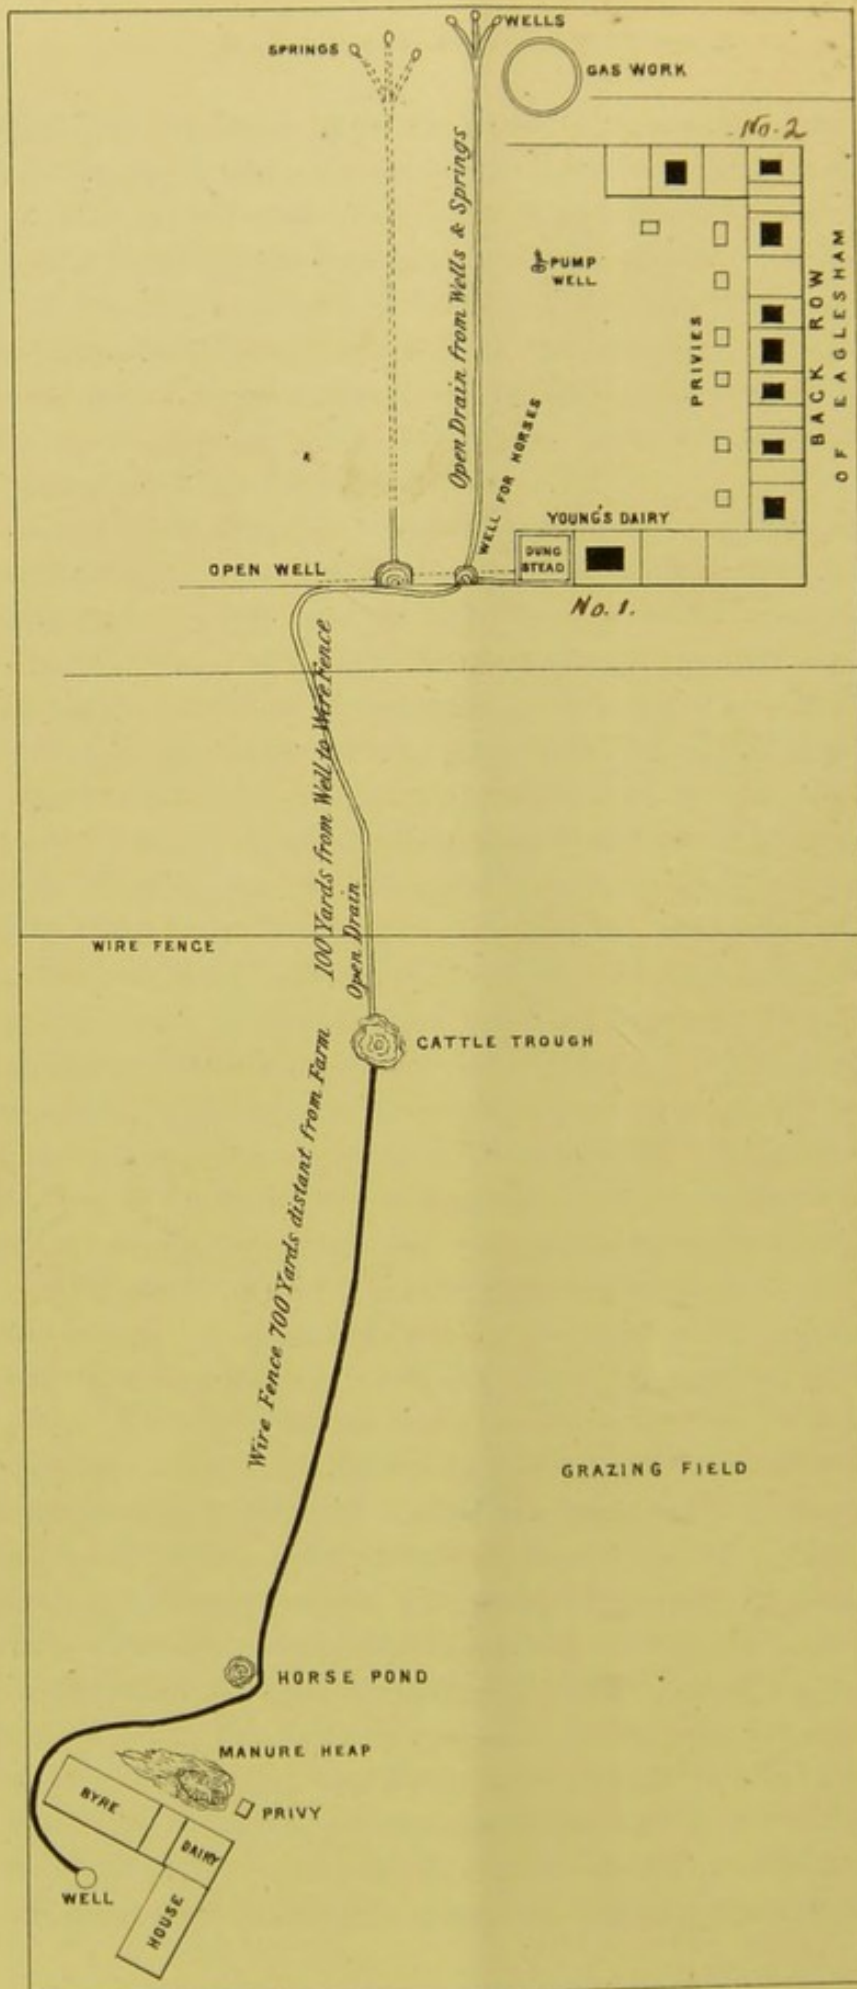 WELLS
SPRINGS
GAS WORK
No. 2
Open Drain from Wells & Springs
PUMP
WELL
PRIVIES
BACK ROW
OF EAGLESHAM
WELL FOR HORSES
YOUNG'S DAIRY
DUNG
STEAD
OPEN WELL
No. 1.
100 Yards from Well to Wire Fence
Open Drain
WIRE FENCE
CATTLE TROUGH
Wire Fence 700 Yards distant from Farm
GRAZING FIELD
HORSE POND
MANURE HEAP
BYRE
PRIVY
DAIRY
WELL
HOUSE